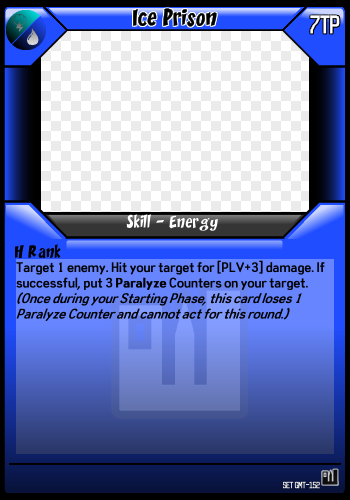 Ice Prison
7TP
Skill - Energy
H Rank
Target 1 enemy. Hit your target for [PLV+3] damage. If
successful, put 3 Paralyze Counters on your target.
(Once during your Starting Phase, this card loses 1
Paralyze Counter and cannot act for this round.)
SET GMT-152